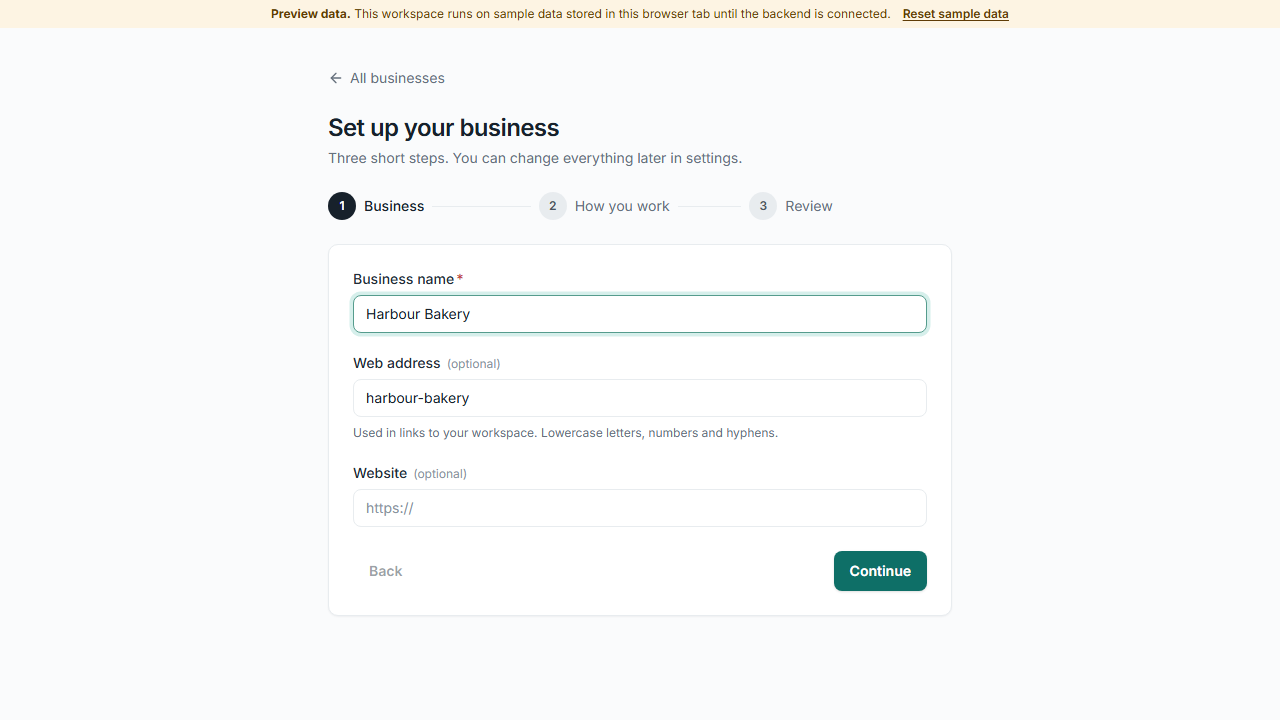 Preview data. This workspace runs on sample data stored in this browser tab until the backend is connected. Reset sample data
← All businesses
Set up your business
Three short steps. You can change everything later in settings.
1 Business 2 How you work 3 Review
Business name *
Harbour Bakery
Web address (optional)
harbour-bakery
Used in links to your workspace. Lowercase letters, numbers and hyphens.
Website (optional)
https://
Back Continue